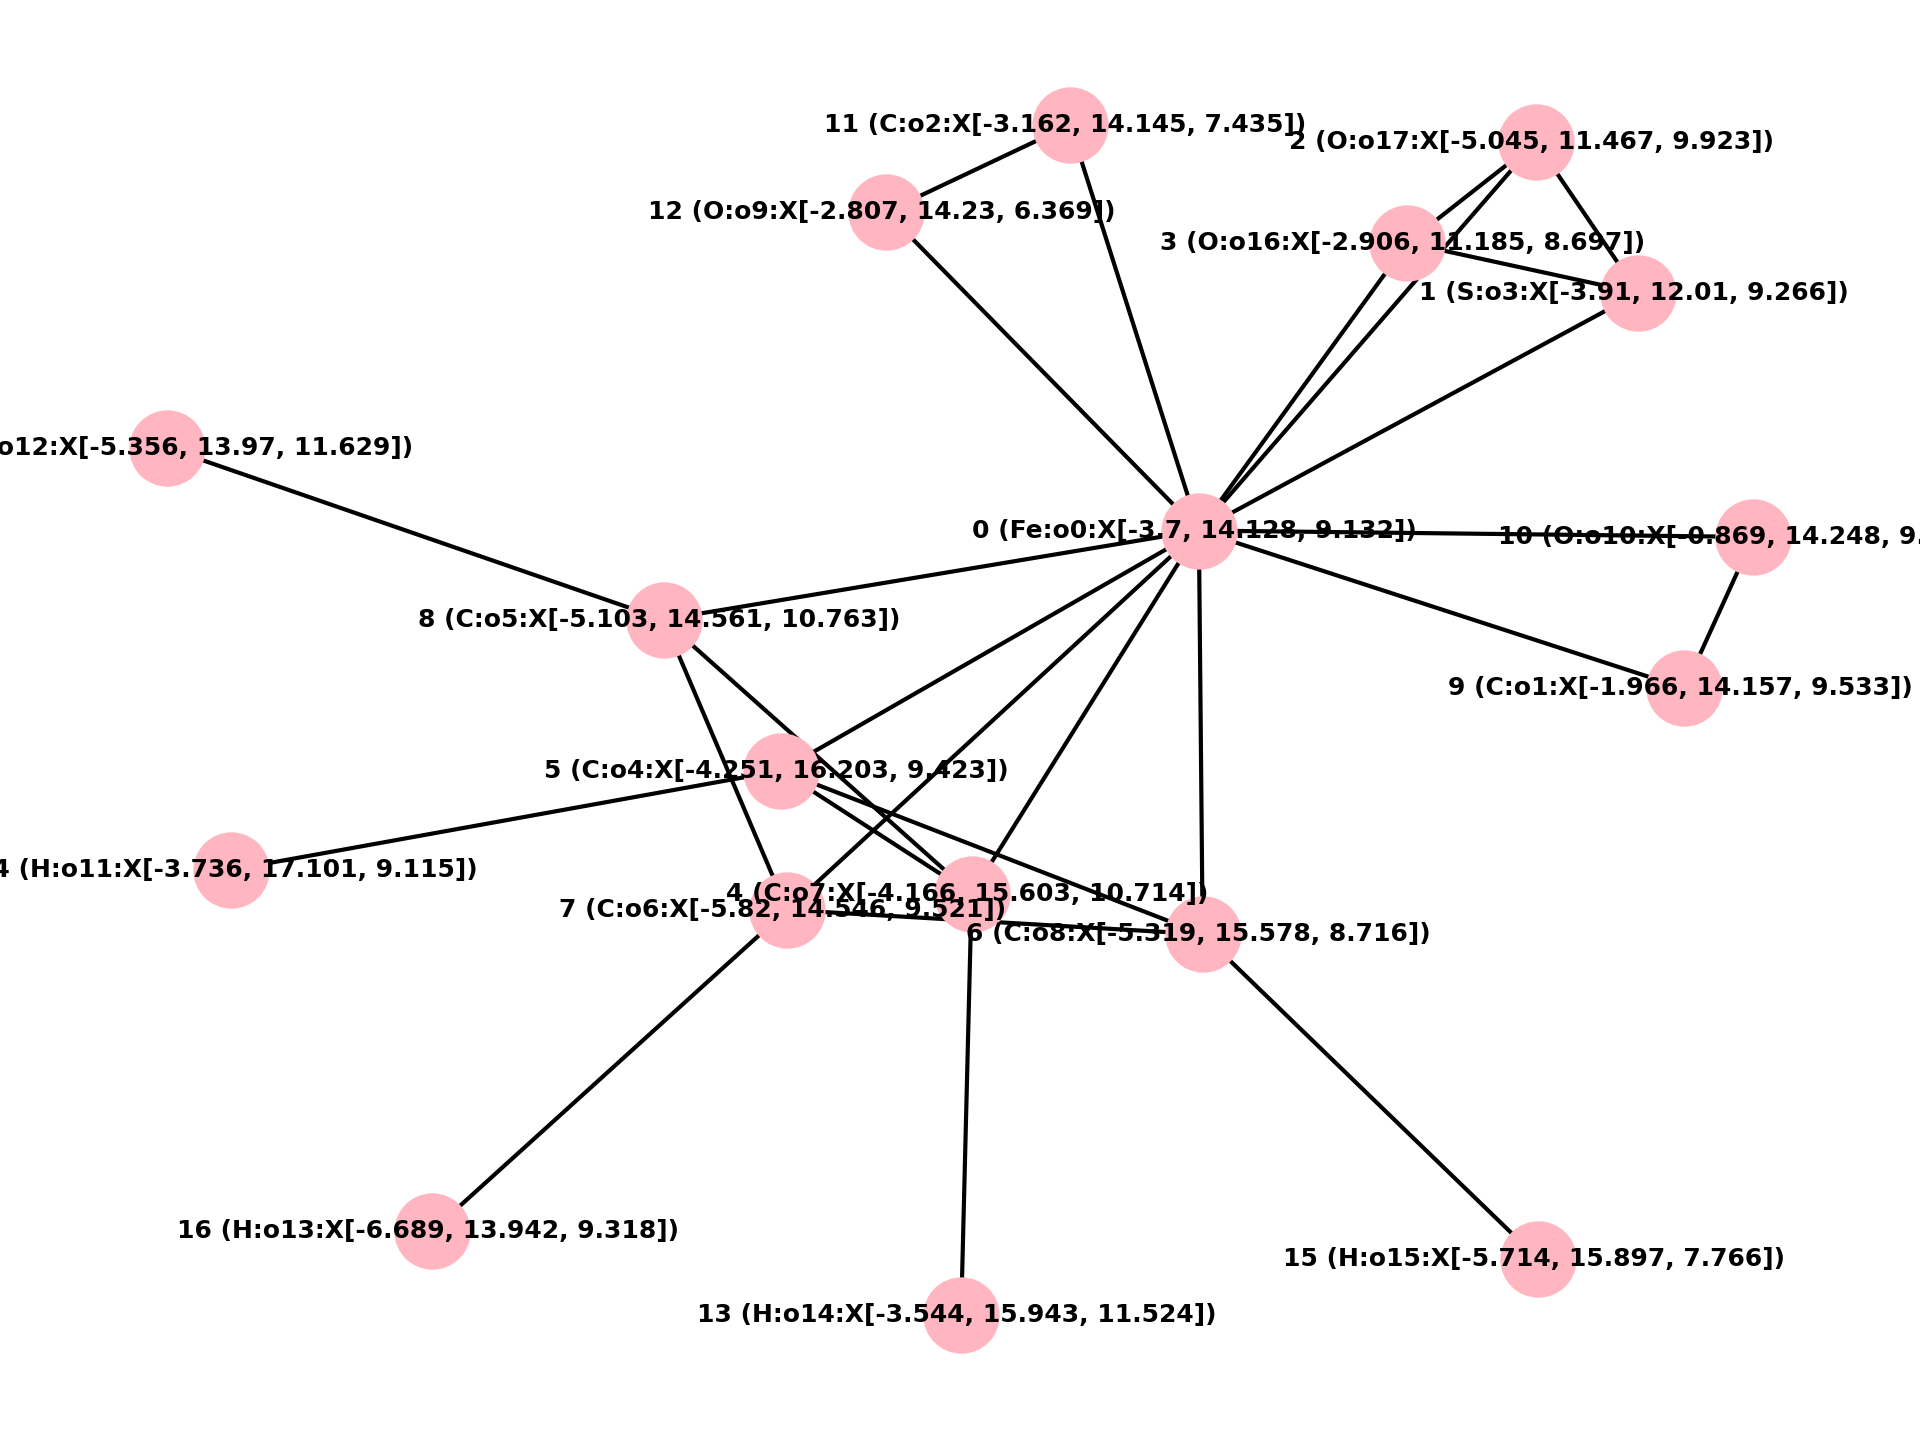 11 (C:o2:X[-3.162, 14.145, 7.435])
2 (O:o17:X[-5.045, 11.467, 9.923])
12 (O:o9:X[-2.807, 14.23, 6.369])
3 (O:o16:X[-2.906, 11.185, 8.697])
1 (S:o3:X[-3.91, 12.01, 9.266])
o12:X[-5.356, 13.97, 11.629])
0 (Fe:o0:X[-3.7, 14.128, 9.132])
10 (O:o10:X[-0.869, 14.248, 9.
8 (C:o5:X[-5.103, 14.561, 10.763])
9 (C:o1:X[-1.966, 14.157, 9.533])
5 (C:o4:X[-4.251, 16.203, 9.423])
4 (H:o11:X[-3.736, 17.101, 9.115])
4 (C:o7:X[-4.166, 15.603, 10.714])
7 (C:o6:X[-5.82, 14.546, 9.521])
6 (C:o8:X[-5.319, 15.578, 8.716])
16 (H:o13:X[-6.689, 13.942, 9.318])
15 (H:o15:X[-5.714, 15.897, 7.766])
13 (H:o14:X[-3.544, 15.943, 11.524])